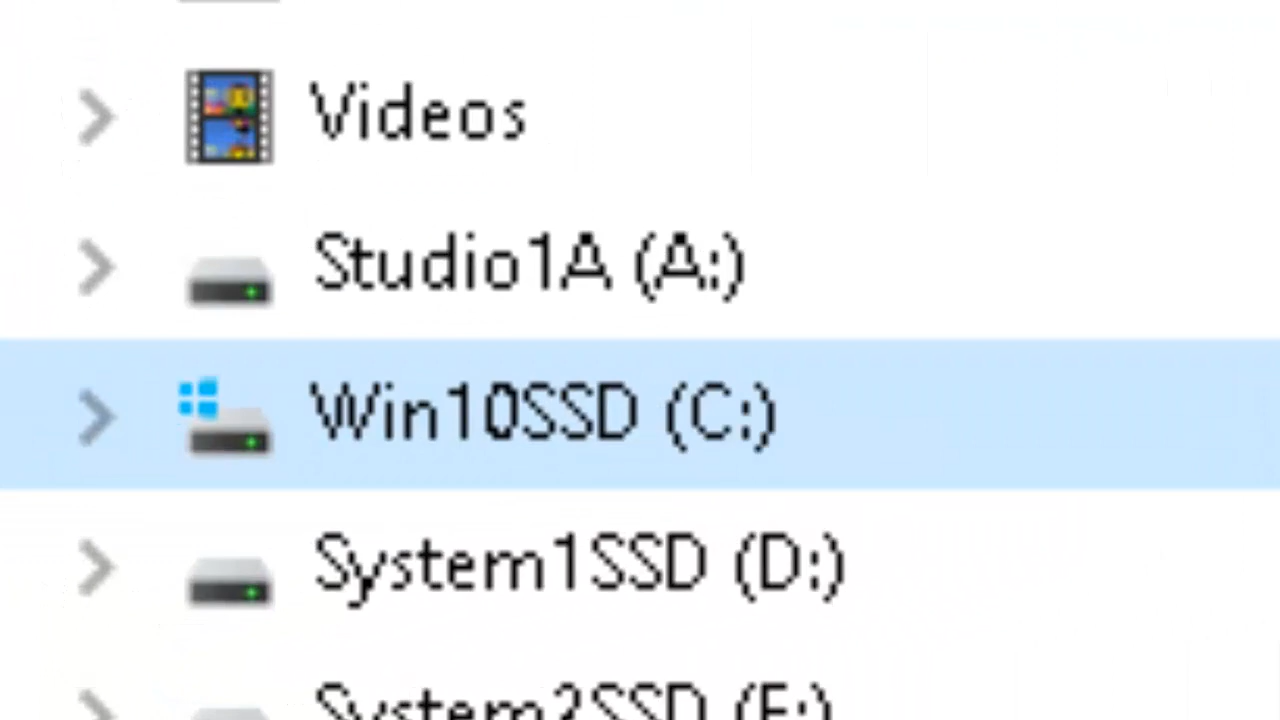 Videos
Studio1A (A:)
Win10SSD (C:)
System1SSD (D:)
System2SSD (E:)